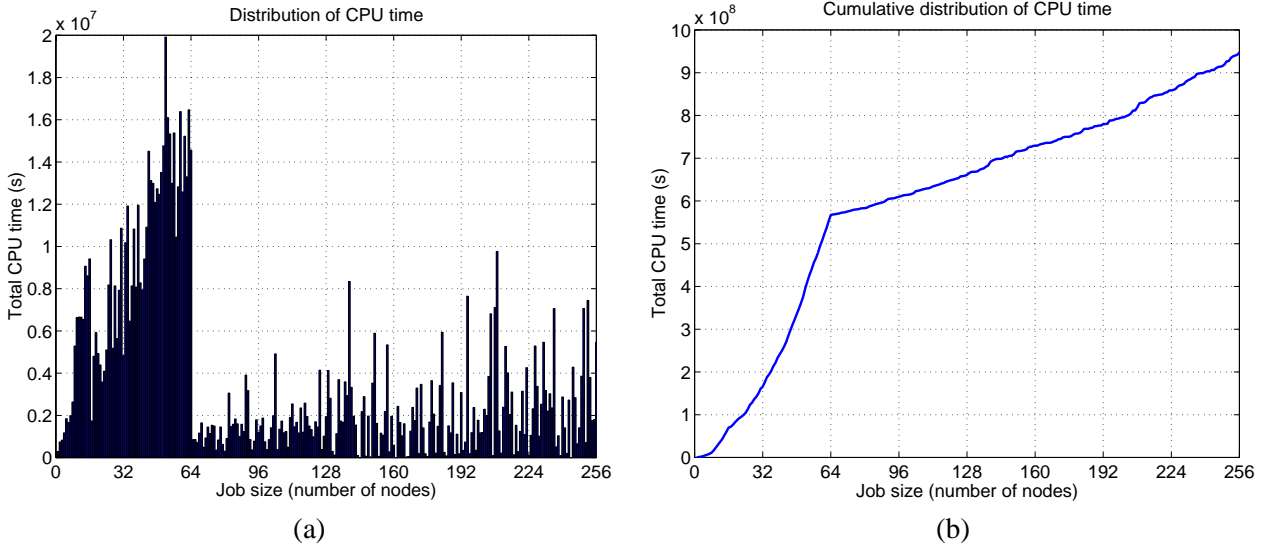 Distribution of CPU time
x 10^7
2
1.8
1.6
1.4
1.2
1
0.8
0.6
0.4
0.2
0
Total CPU time (s)
0 32 64 96 128 160 192 224 256
Job size (number of nodes)
(a)
Cumulative distribution of CPU time
x 10^8
10
9
8
7
6
5
4
3
2
1
0
Total CPU time (s)
0 32 64 96 128 160 192 224 256
Job size (number of nodes)
(b)